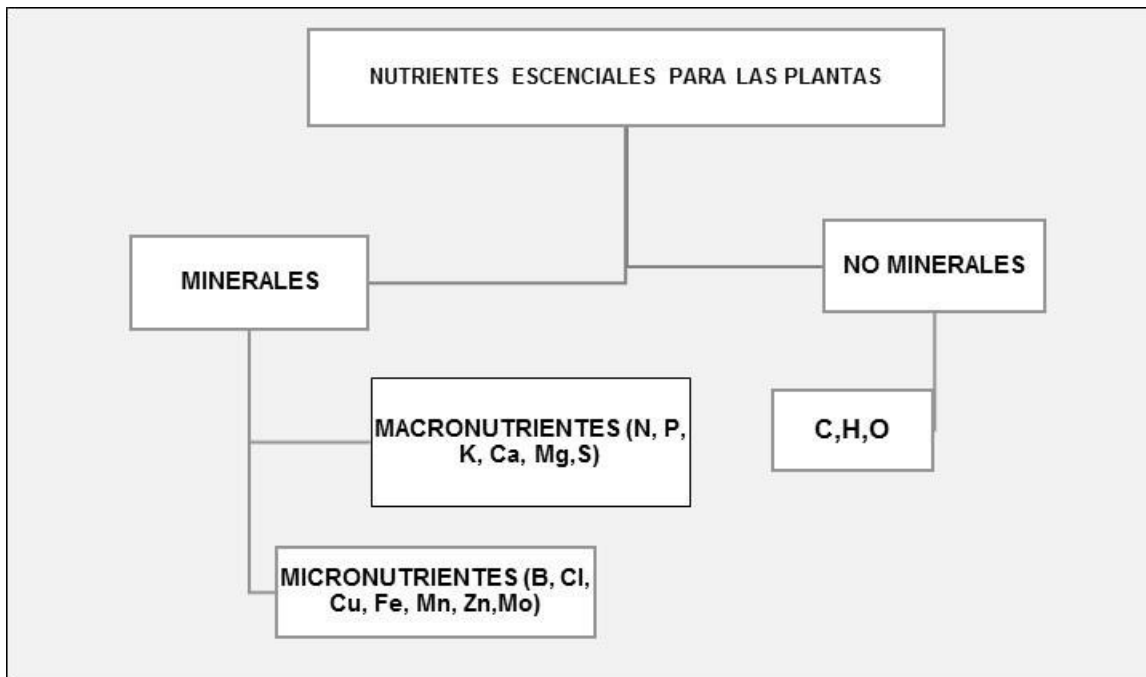 NUTRIENTES ESCENCIALES PARA LAS PLANTAS
MINERALES
NO MINERALES
MACRONUTRIENTES (N, P,
K, Ca, Mg,S)
C,H,O
MICRONUTRIENTES (B, Cl,
Cu, Fe, Mn, Zn,Mo)